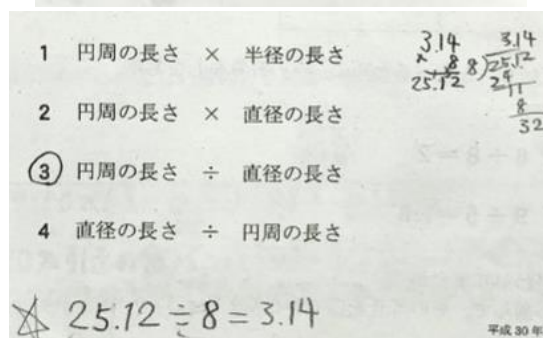 1 円周の長さ × 半径の長さ
2 円周の長さ × 直径の長さ
3 円周の長さ ÷ 直径の長さ
4 直径の長さ ÷ 円周の長さ
3.14
× 8
25.12
3.14
8)25.12
24
11
8
32
☆ 25.12÷8=3.14
平成30年